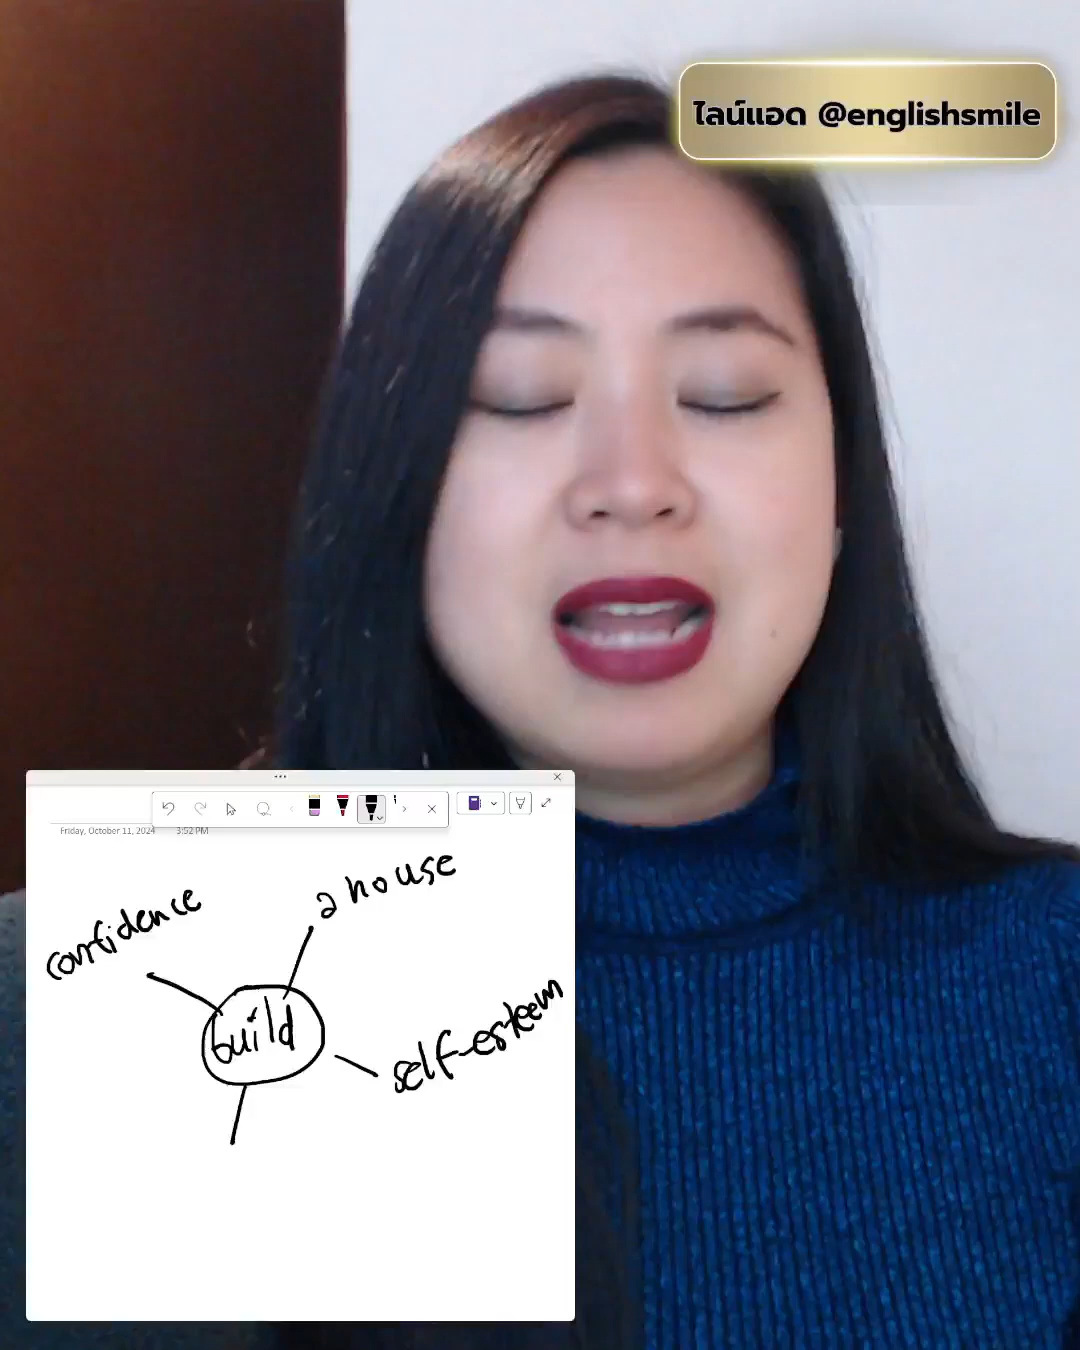 ไลน์แอด @englishsmile
Friday, October 11, 2024 3:52 PM
a house
confidence
build
self-esteem